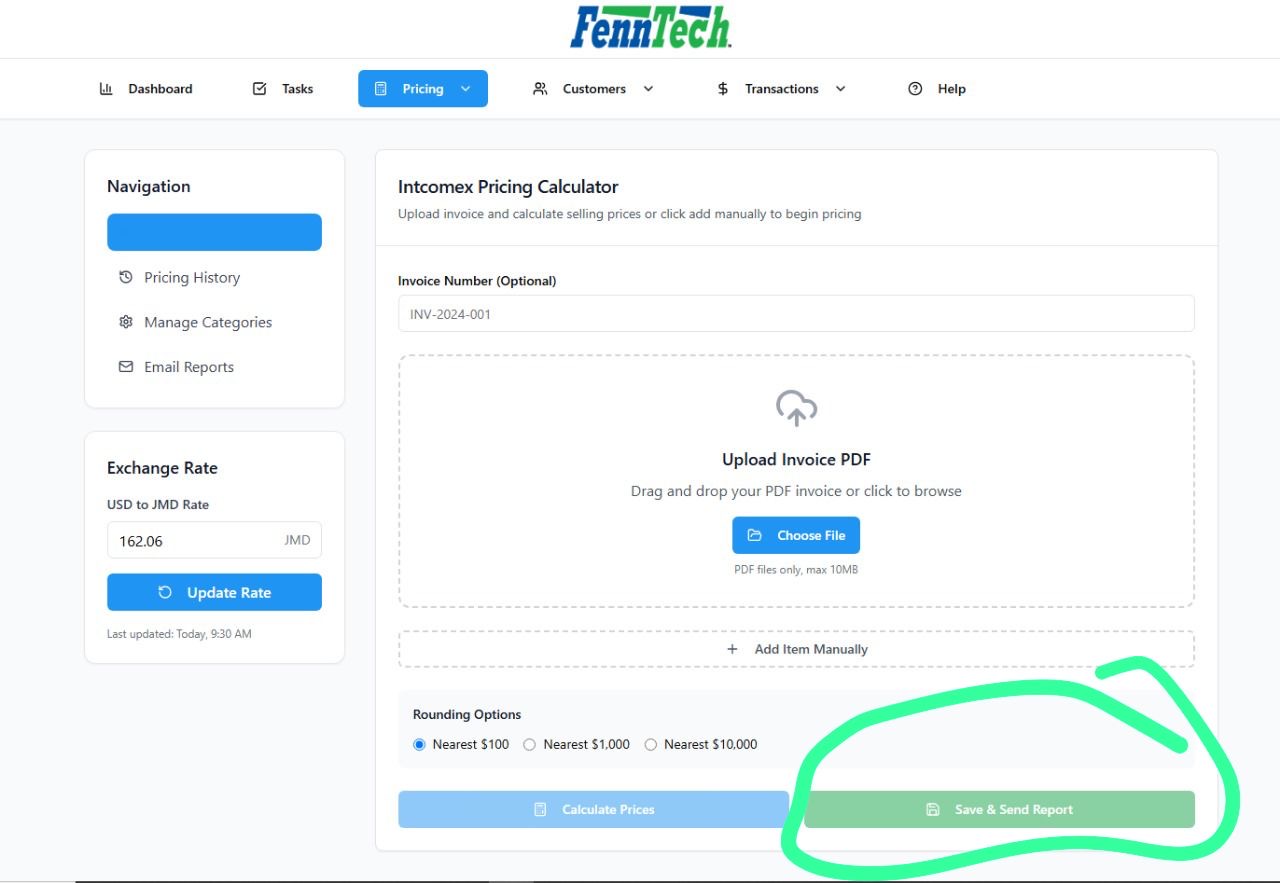 FennTech
Dashboard Tasks Pricing Customers Transactions Help
Navigation
Pricing History
Manage Categories
Email Reports
Exchange Rate
USD to JMD Rate
162.06 JMD
Update Rate
Last updated: Today, 9:30 AM
Intcomex Pricing Calculator
Upload invoice and calculate selling prices or click add manually to begin pricing
Invoice Number (Optional)
INV-2024-001
Upload Invoice PDF
Drag and drop your PDF invoice or click to browse
Choose File
PDF files only, max 10MB
+ Add Item Manually
Rounding Options
Nearest $100 Nearest $1,000 Nearest $10,000
Calculate Prices Save & Send Report